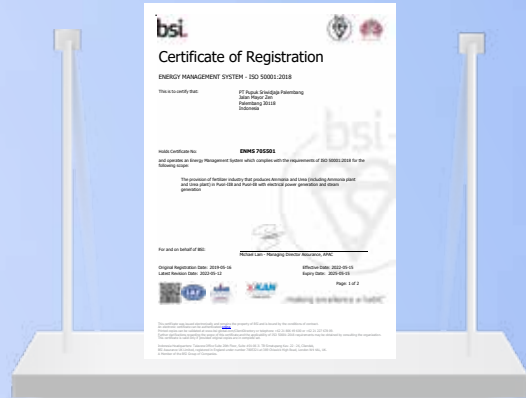 bsi.
Certificate of Registration
ENERGY MANAGEMENT SYSTEM - ISO 50001:2018
This is to certify that:
PT Pupuk Sriwidjaja Palembang
Jalan Mayor Zen
Palembang 30118
Indonesia
Holds Certificate No:
ENMS 705501
and operates an Energy Management System which complies with the requirements of ISO 50001:2018 for the
following scope:
The provision of fertilizer industry that produces Ammonia and Urea (including Ammonia plant
and Urea plant) in Pusri-IIB and Pusri-IB with electrical power generation and steam
generation
For and on behalf of BSI:
Michael Lam - Managing Director Assurance, APAC
Original Registration Date: 2019-05-16
Effective Date: 2022-05-15
Latest Revision Date: 2022-05-12
Expiry Date: 2025-05-15
Page: 1 of 2
IAF
KAN
...making excellence a habit.